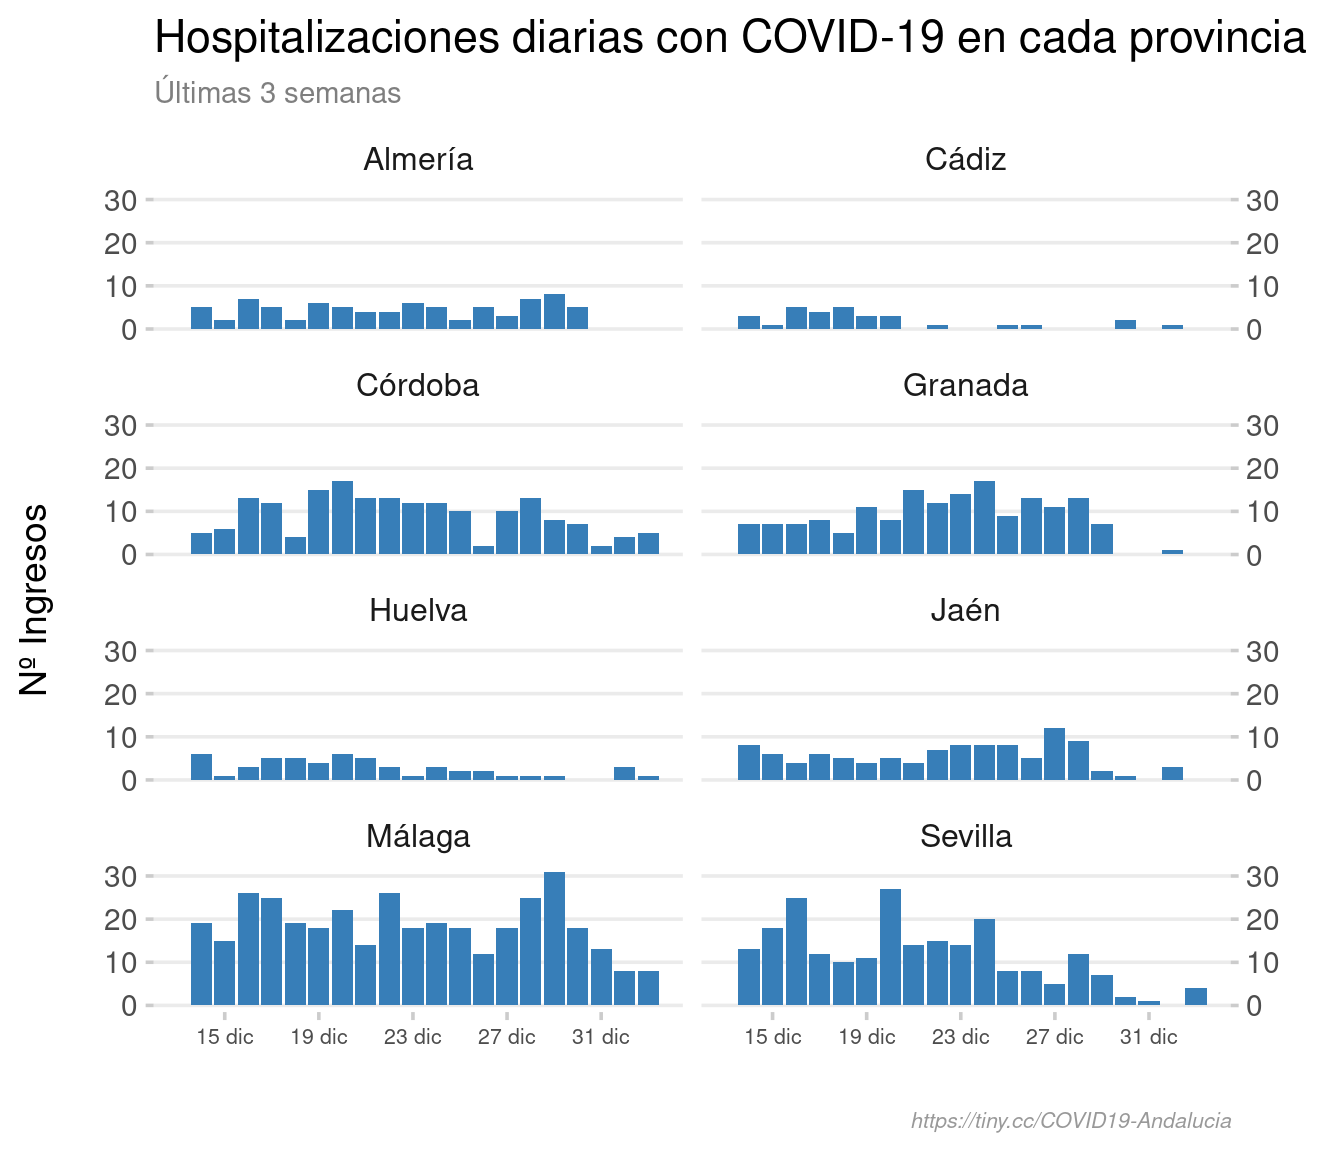 Hospitalizaciones diarias con COVID-19 en cada provincia
Últimas 3 semanas
Almería
Cádiz
30
20
10
0
30
20
10
0
Córdoba
Granada
30
20
10
0
30
20
10
0
Nº Ingresos
Huelva
Jaén
30
20
10
0
30
20
10
0
Málaga
Sevilla
30
20
10
0
30
20
10
0
15 dic 19 dic 23 dic 27 dic 31 dic
15 dic 19 dic 23 dic 27 dic 31 dic
https://tiny.cc/COVID19-Andalucia